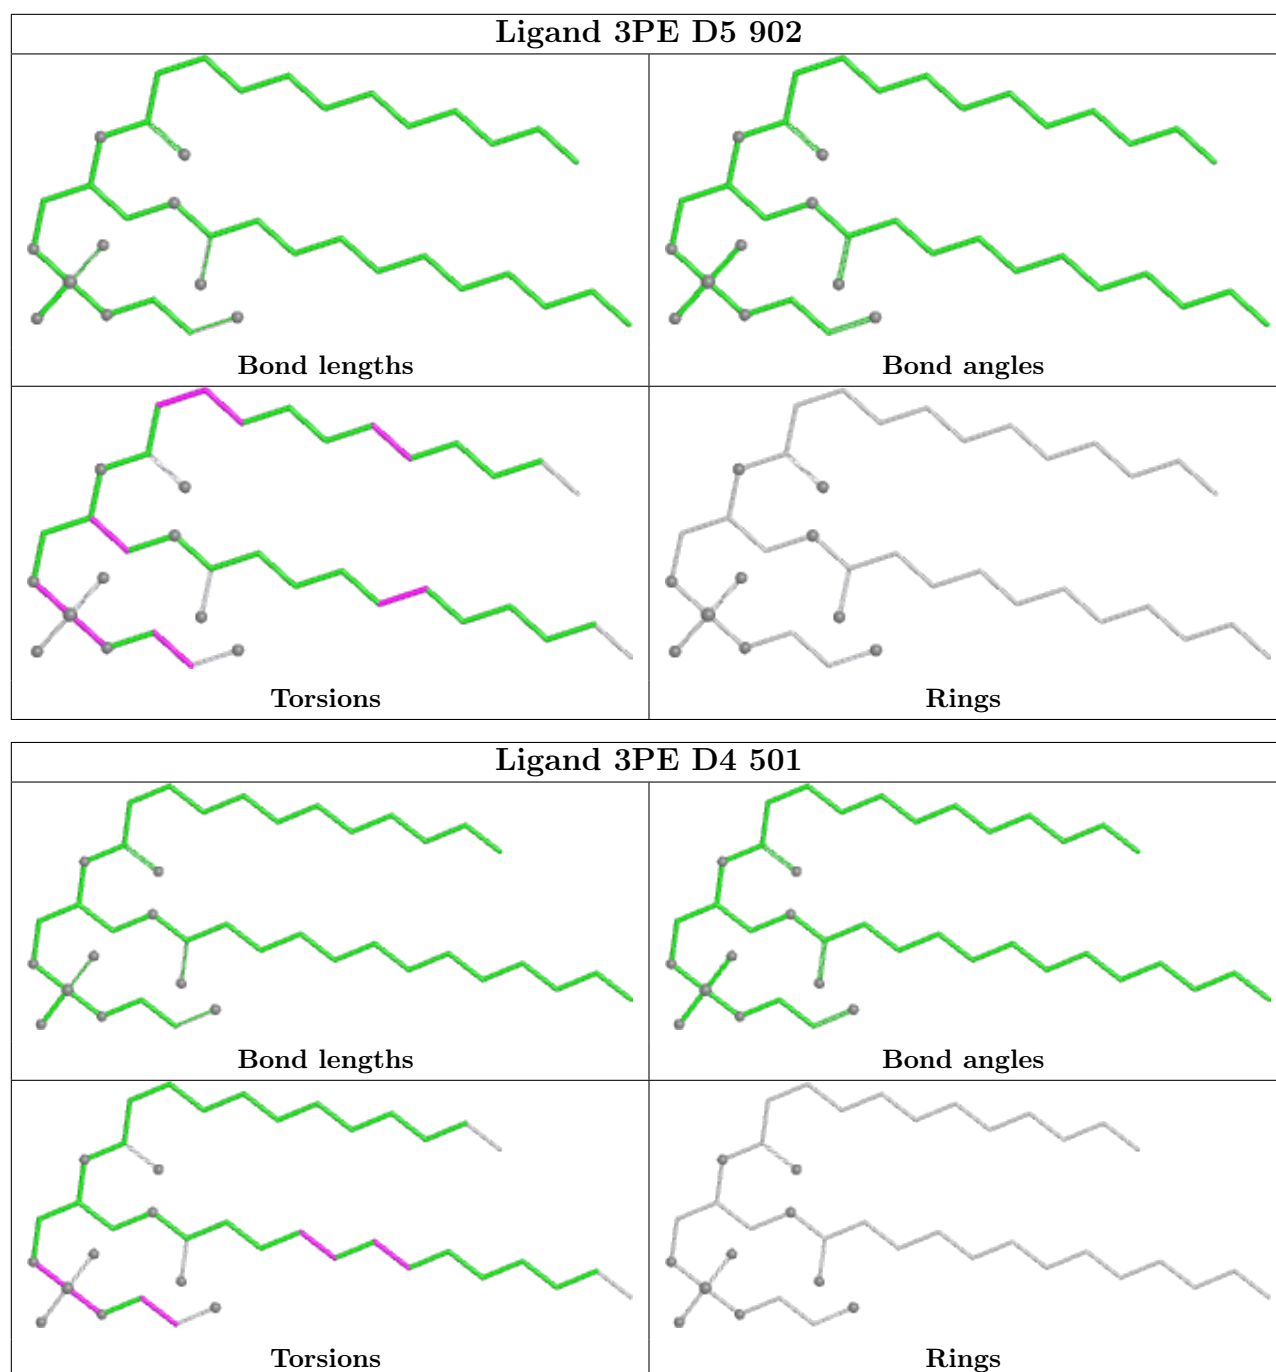 Ligand 3PE D5 902
Bond lengths
Bond angles
Torsions
Rings
Ligand 3PE D4 501
Bond lengths
Bond angles
Torsions
Rings